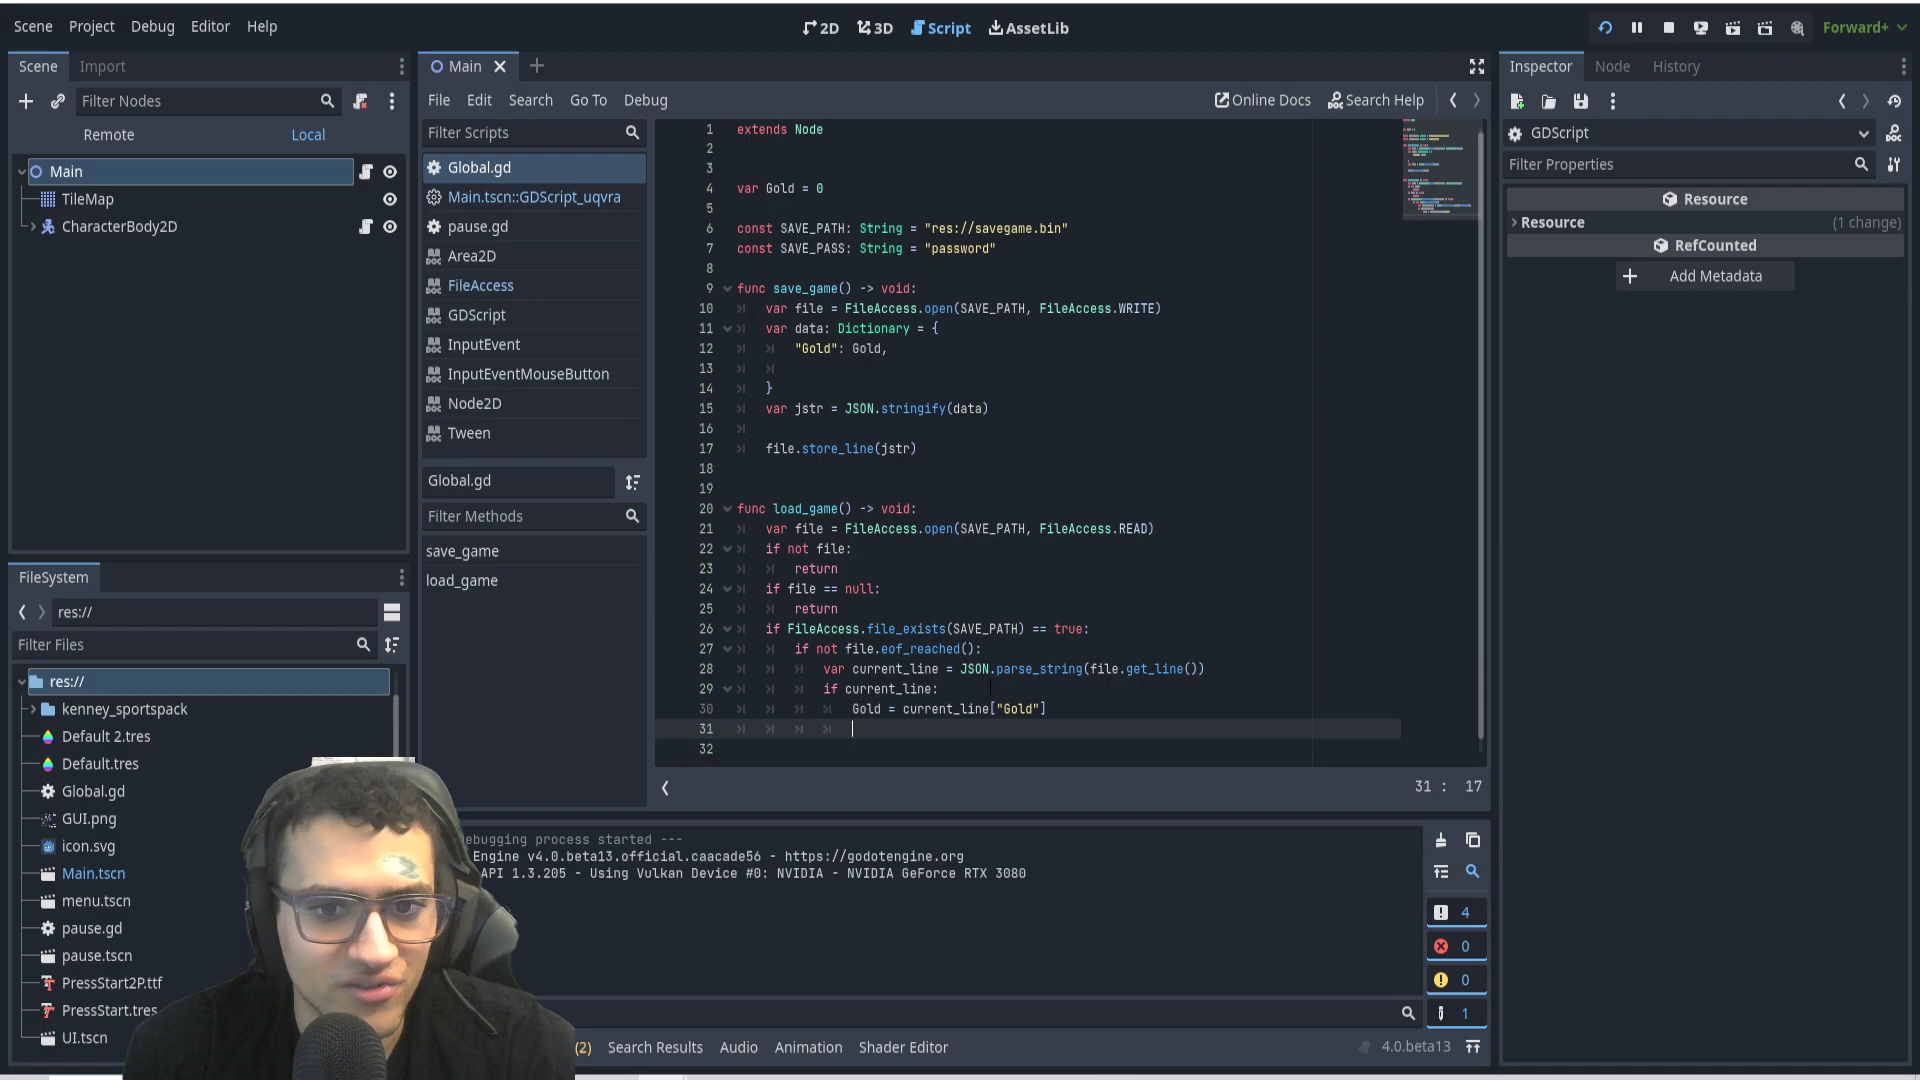 Scene Project Debug Editor Help
2D 3D Script AssetLib
Forward+
Scene Import
Filter Nodes
Remote Local
Main
TileMap
CharacterBody2D
FileSystem
res://
Filter Files
res://
kenney_sportspack
Default 2.tres
Default.tres
Global.gd
GUI.png
icon.svg
Main.tscn
menu.tscn
pause.gd
pause.tscn
PressStart2P.ttf
PressStart.tres
UI.tscn
Main
File Edit Search Go To Debug
Online Docs Search Help
Filter Scripts
Global.gd
Main.tscn::GDScript_uqvra
pause.gd
Area2D
FileAccess
GDScript
InputEvent
InputEventMouseButton
Node2D
Tween
Global.gd
Filter Methods
save_game
load_game
1 extends Node
2
3
4 var Gold = 0
5
6 const SAVE_PATH: String = "res://savegame.bin"
7 const SAVE_PASS: String = "password"
8
9 func save_game() -> void:
10 var file = FileAccess.open(SAVE_PATH, FileAccess.WRITE)
11 var data: Dictionary = {
12 "Gold": Gold,
13
14 }
15 var jstr = JSON.stringify(data)
16
17 file.store_line(jstr)
18
19
20 func load_game() -> void:
21 var file = FileAccess.open(SAVE_PATH, FileAccess.READ)
22 if not file:
23 return
24 if file == null:
25 return
26 if FileAccess.file_exists(SAVE_PATH) == true:
27 if not file.eof_reached():
28 var current_line = JSON.parse_string(file.get_line())
29 if current_line:
30 Gold = current_line["Gold"]
31
32
31 : 17
ebugging process started ---
Engine v4.0.beta13.official.caacade56 - https://godotengine.org
API 1.3.205 - Using Vulkan Device #0: NVIDIA - NVIDIA GeForce RTX 3080
4
0
0
1
(2) Search Results Audio Animation Shader Editor
4.0.beta13
Inspector Node History
GDScript
Filter Properties
Resource
Resource (1 change)
RefCounted
Add Metadata